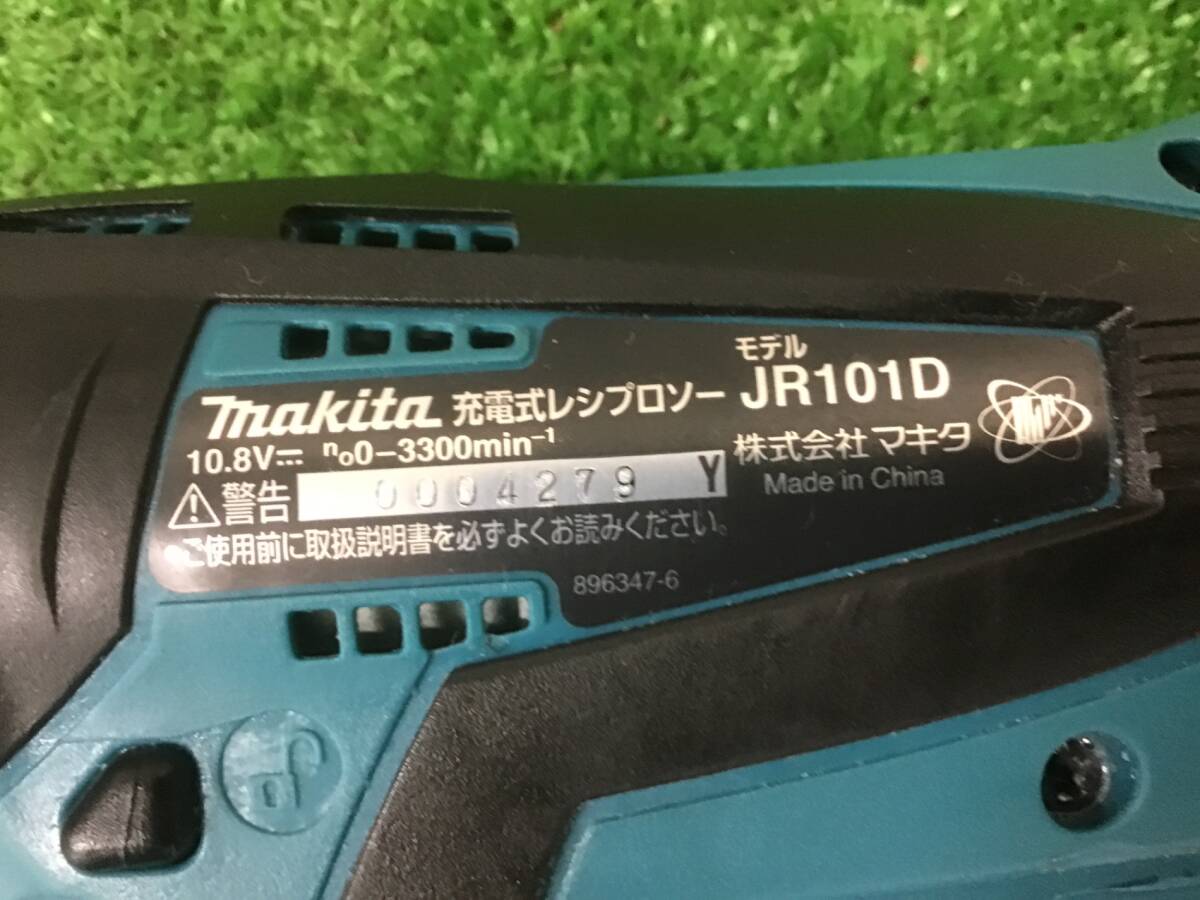 makita 充電式レシプロソー
モデル
JR101D
10.8V n₀0-3300min⁻¹
株式会社 マキタ
⚠警告 0004279 Y
Made in China
●ご使用前に取扱説明書を必ずよくお読みください。
896347-6